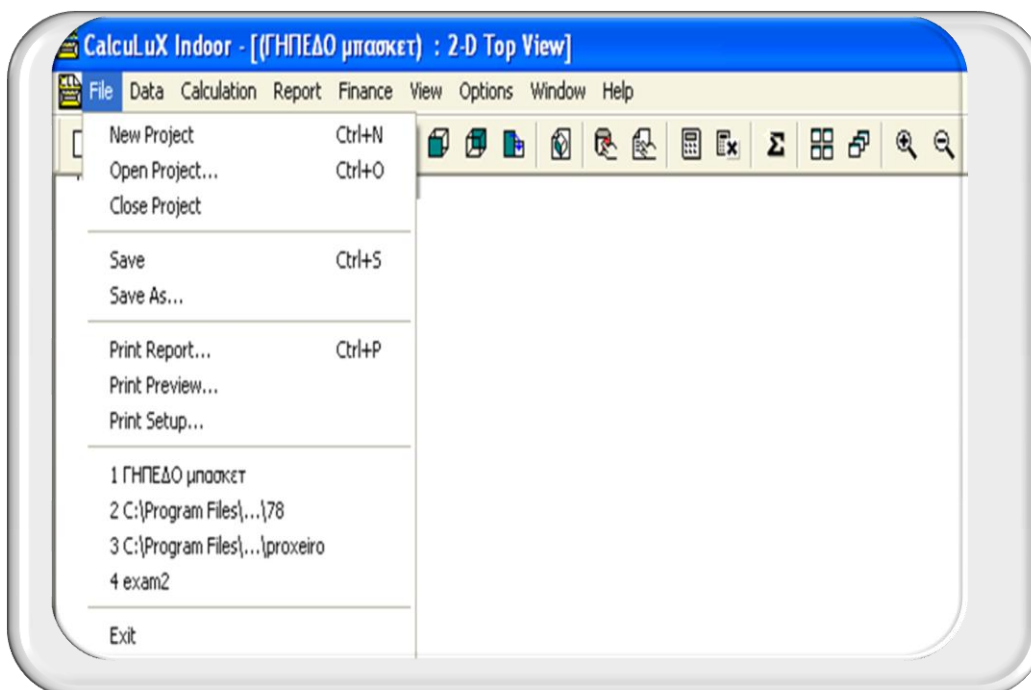 CalcuLuX Indoor - [(ΓΗΠΕΔΟ μπασκετ) : 2-D Top View]
File Data Calculation Report Finance View Options Window Help
New Project Ctrl+N
Open Project... Ctrl+O
Close Project
Save Ctrl+S
Save As...
Print Report... Ctrl+P
Print Preview...
Print Setup...
1 ΓΗΠΕΔΟ μπασκετ
2 C:\Program Files\...\78
3 C:\Program Files\...\proxeiro
4 exam2
Exit